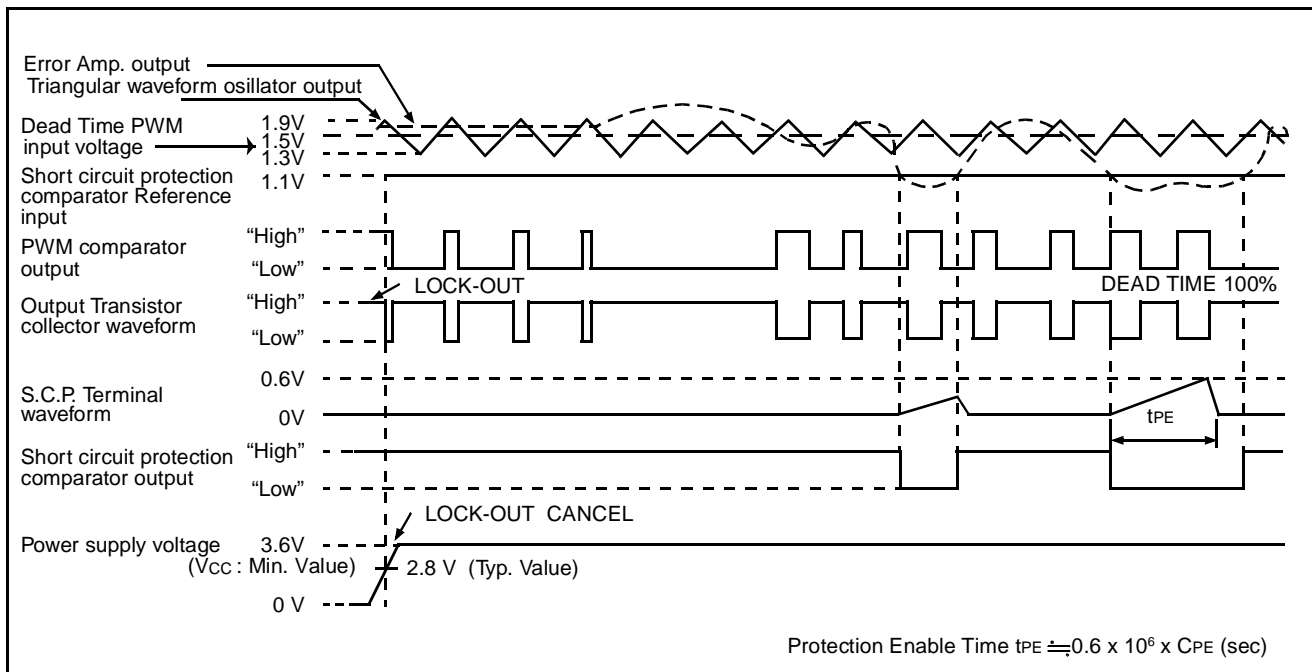 Error Amp. output
Triangular waveform osillator output
Dead Time PWM
input voltage
1.9V
1.5V
1.3V
Short circuit protection
comparator Reference
input
1.1V
PWM comparator
output
“High”
“Low”
LOCK-OUT
DEAD TIME 100%
Output Transistor
collector waveform
“High”
“Low”
S.C.P. Terminal
waveform
0.6V
0V
tPE
Short circuit protection
comparator output
“High”
“Low”
LOCK-OUT CANCEL
Power supply voltage
3.6V
(VCC : Min. Value)
2.8 V (Typ. Value)
0 V
Protection Enable Time tPE ≒ 0.6 x 10⁶ x CPE (sec)